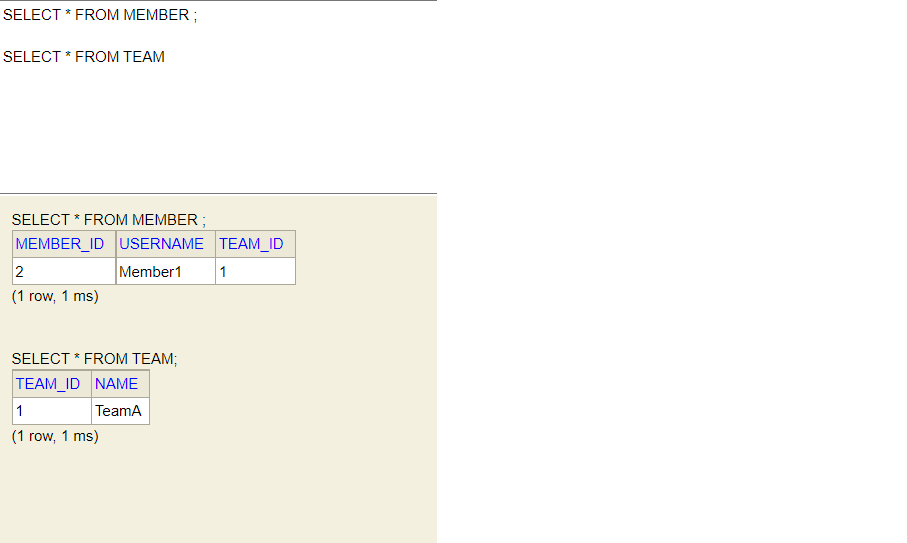 SELECT * FROM MEMBER ;
SELECT * FROM TEAM
SELECT * FROM MEMBER ;
MEMBER_ID USERNAME TEAM_ID
2 Member1 1
(1 row, 1 ms)
SELECT * FROM TEAM;
TEAM_ID NAME
1 TeamA
(1 row, 1 ms)